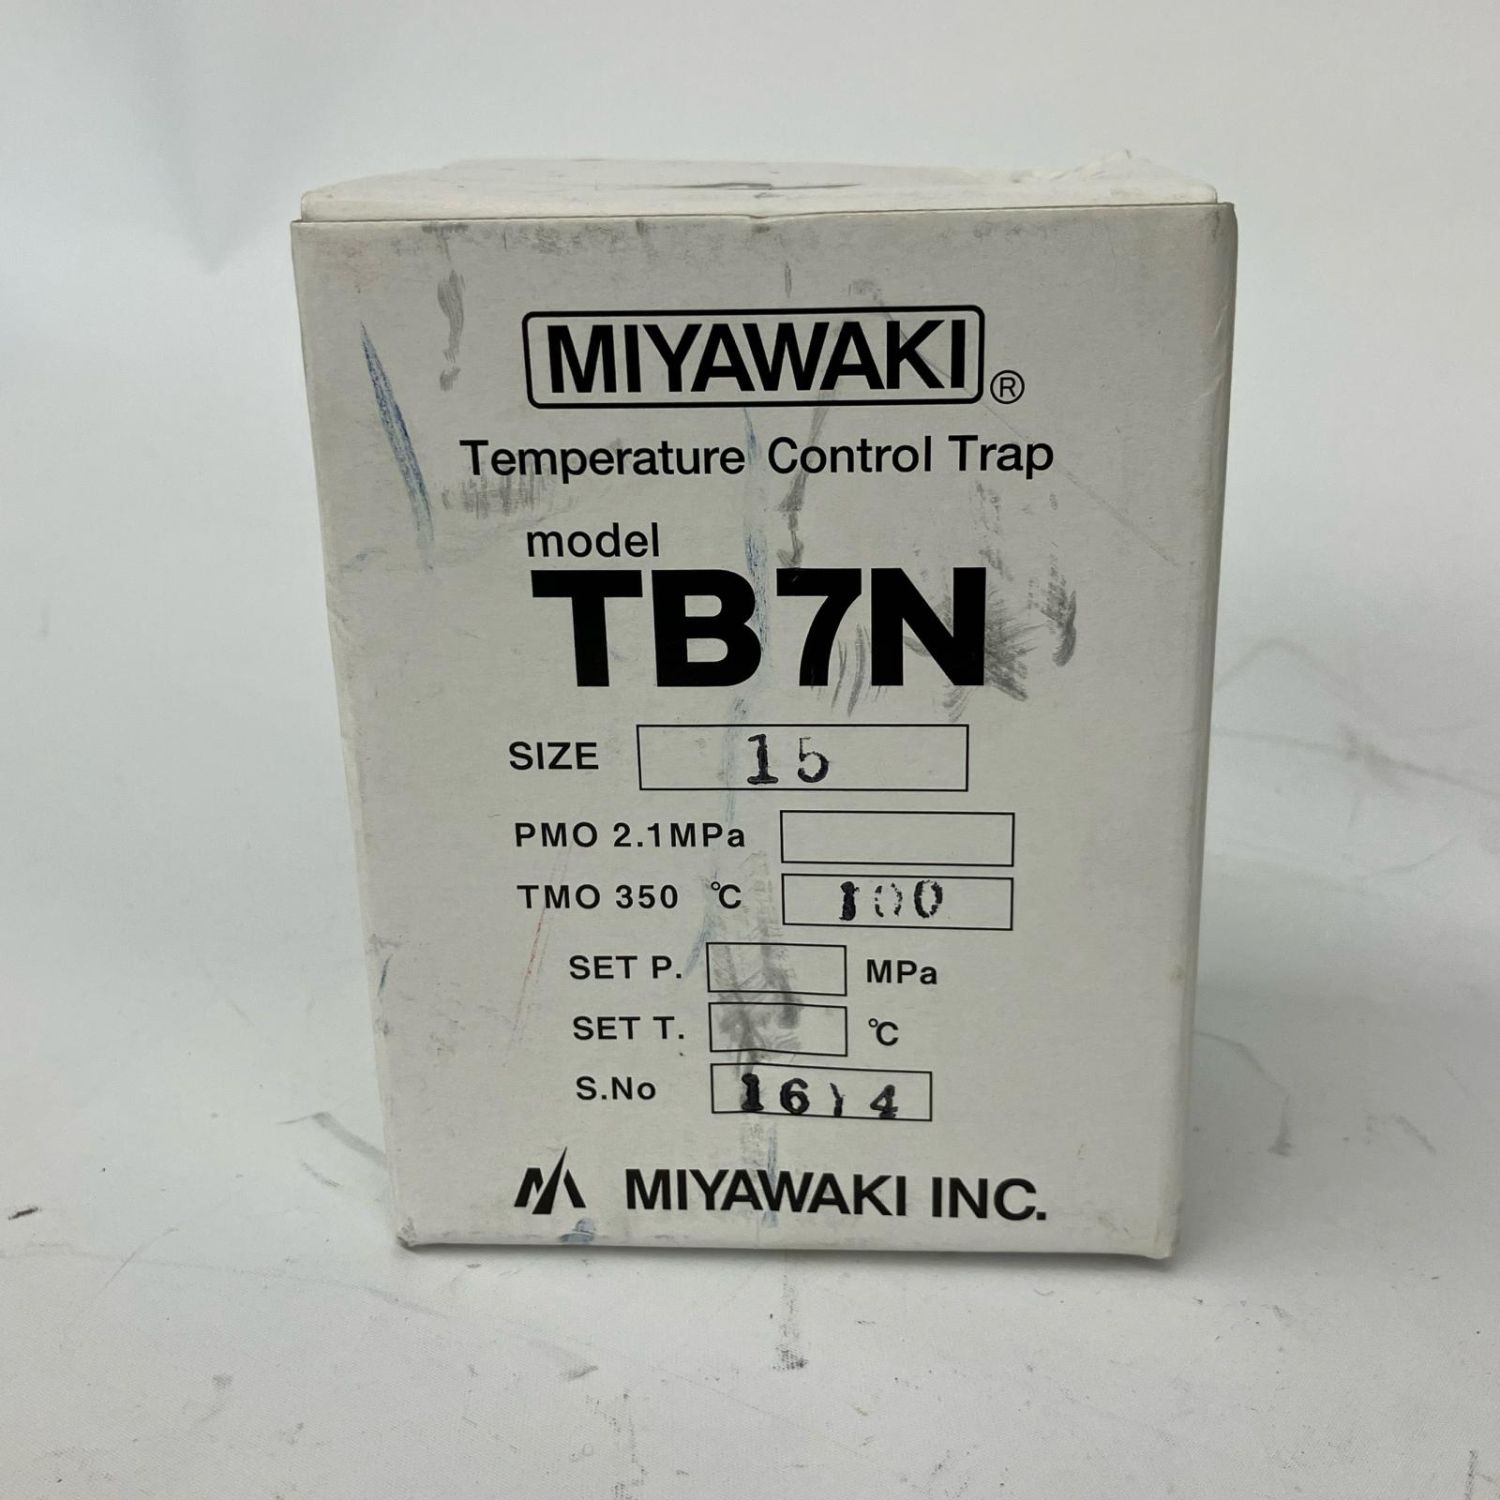 MIYAWAKI®
Temperature Control Trap
model
TB7N
SIZE 15
PMO 2.1MPa
TMO 350 ℃ 100
SET P. MPa
SET T. ℃
S.No
MIYAWAKI INC.